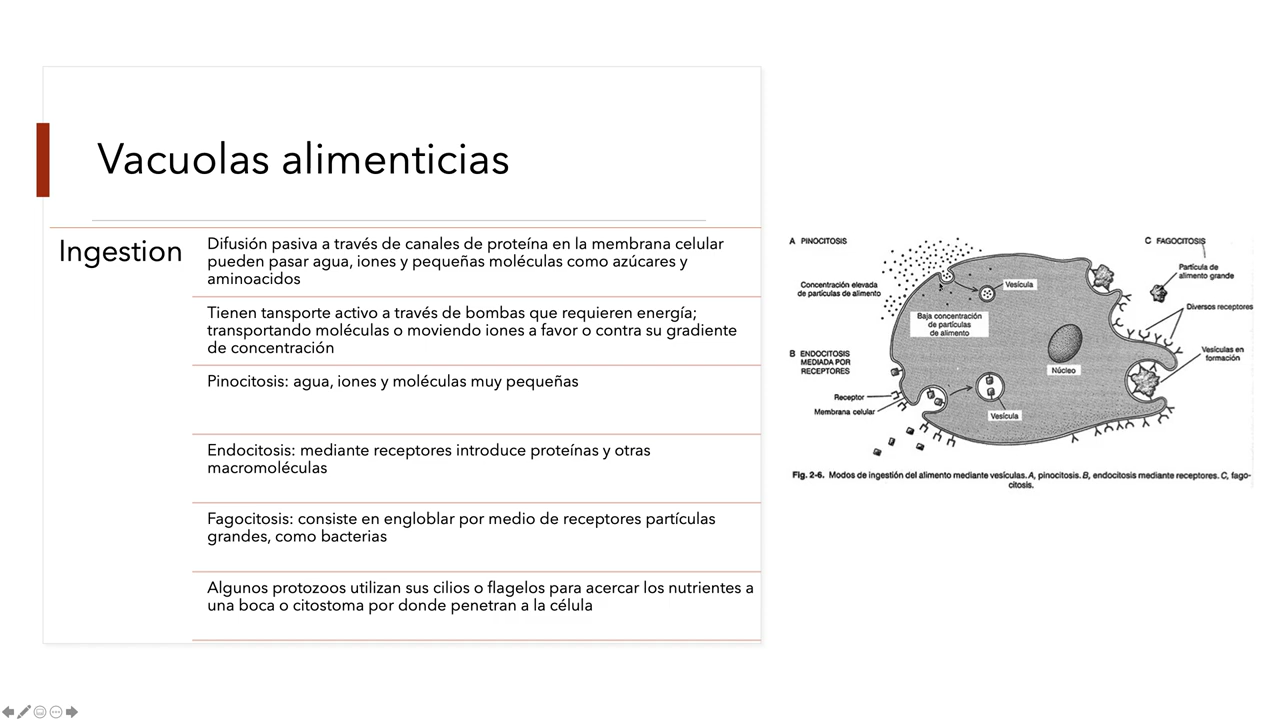 Vacuolas alimenticias
Ingestion
Difusión pasiva a través de canales de proteína en la membrana celular
pueden pasar agua, iones y pequeñas moléculas como azúcares y
aminoacidos
Tienen tansporte activo a través de bombas que requieren energía;
transportando moléculas o moviendo iones a favor o contra su gradiente
de concentración
Pinocitosis: agua, iones y moléculas muy pequeñas
Endocitosis: mediante receptores introduce proteínas y otras
macromoléculas
Fagocitosis: consiste en engloblar por medio de receptores partículas
grandes, como bacterias
Algunos protozoos utilizan sus cilios o flagelos para acercar los nutrientes a
una boca o citostoma por donde penetran a la célula
A PINOCITOSIS
C FAGOCITOSIS
Partícula de
alimento grande
Concentración elevada
de partículas de alimento
Vesícula
Diversos receptores
Baja concentración
de partículas
de alimento
B ENDOCITOSIS
MEDIADA POR
RECEPTORES
Vesículas en
formación
Núcleo
Receptor
Membrana celular
Vesícula
Fig. 2-6. Modos de ingestión del alimento mediante vesículas. A, pinocitosis. B, endocitosis mediante receptores. C, fago-
citosis.